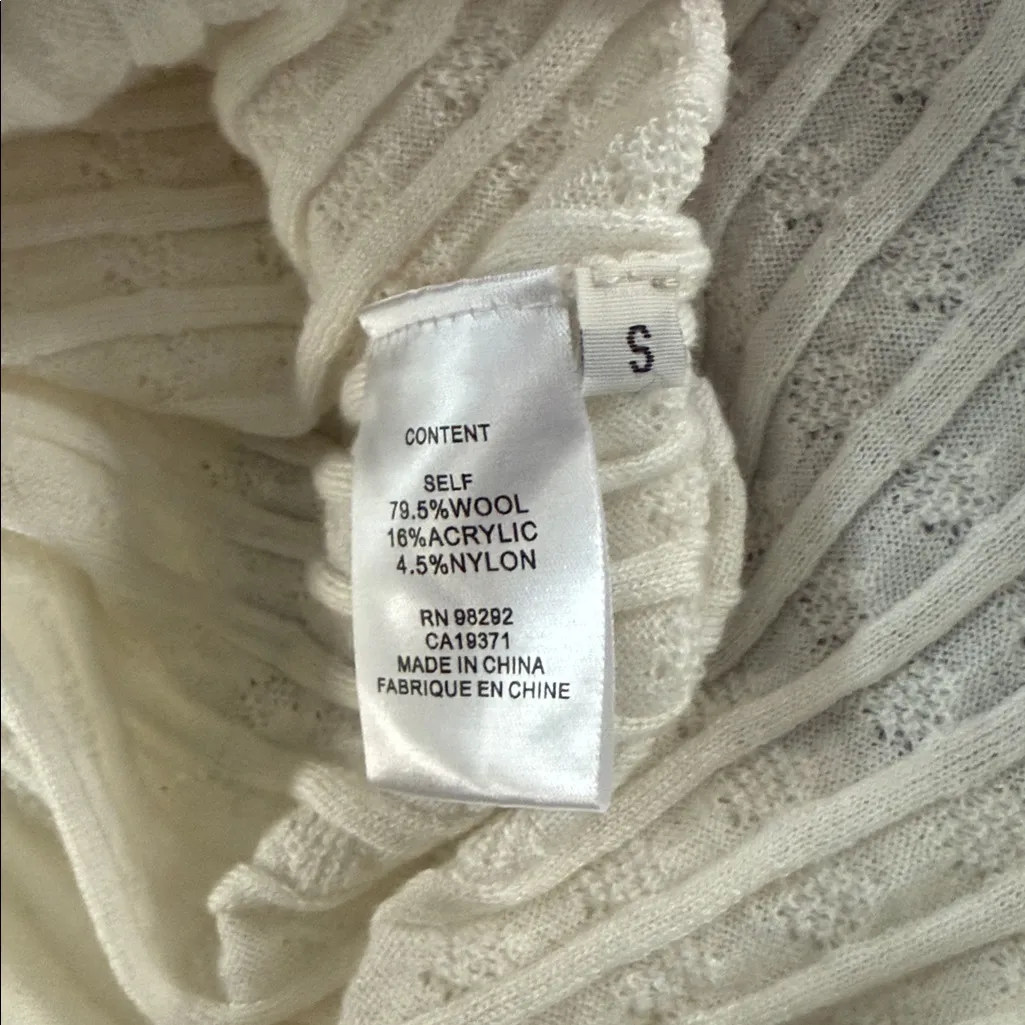 S
CONTENT
SELF
79.5%WOOL
16%ACRYLIC
4.5%NYLON
RN 98292
CA19371
MADE IN CHINA
FABRIQUE EN CHINE